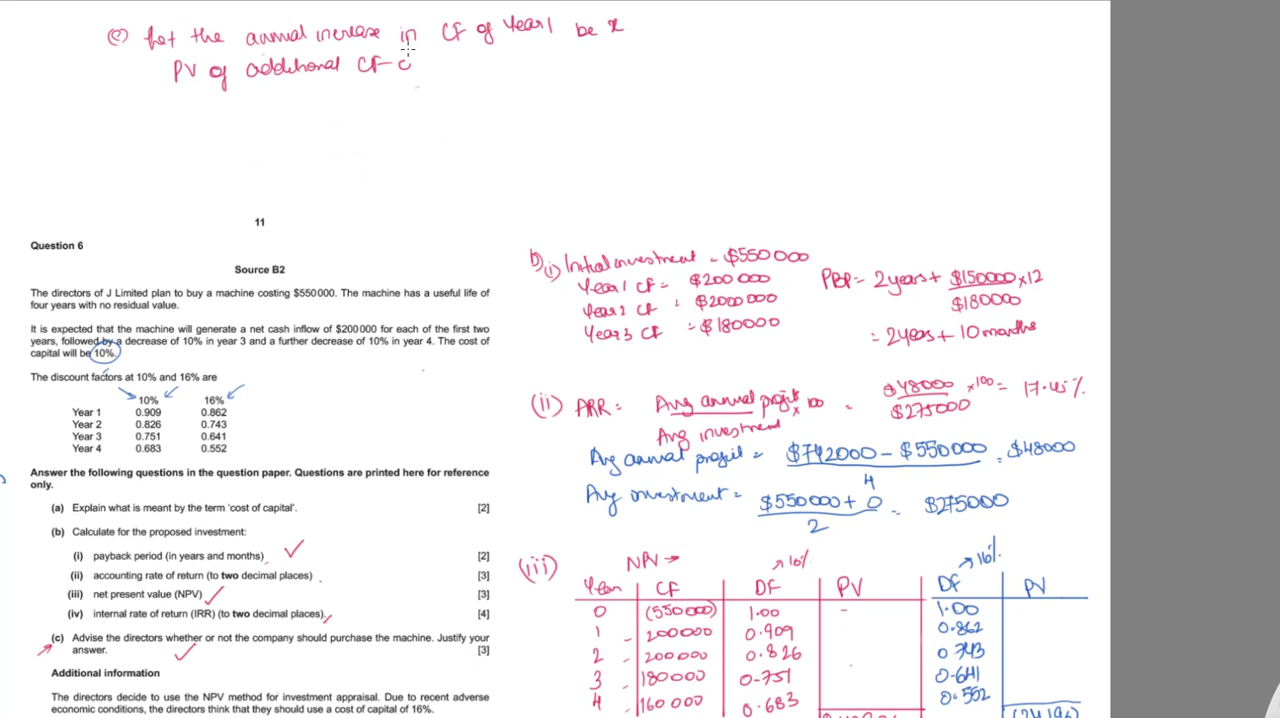 (e) Let the annual increase in CF of Year 1 be x
PV of additional CF -
11
Question 6
Source B2
The directors of J Limited plan to buy a machine costing $550000. The machine has a useful life of
four years with no residual value.
It is expected that the machine will generate a net cash inflow of $200000 for each of the first two
years, followed by a decrease of 10% in year 3 and a further decrease of 10% in year 4. The cost of
capital will be 10%.
The discount factors at 10% and 16% are
10% 16%
Year 1 0.909 0.862
Year 2 0.826 0.743
Year 3 0.751 0.641
Year 4 0.683 0.552
Answer the following questions in the question paper. Questions are printed here for reference
only.
(a) Explain what is meant by the term 'cost of capital'. [2]
(b) Calculate for the proposed investment:
(i) payback period (in years and months) [2]
(ii) accounting rate of return (to two decimal places) [3]
(iii) net present value (NPV) [3]
(iv) internal rate of return (IRR) (to two decimal places). [4]
(c) Advise the directors whether or not the company should purchase the machine. Justify your
answer. [3]
Additional information
The directors decide to use the NPV method for investment appraisal. Due to recent adverse
economic conditions, the directors think that they should use a cost of capital of 16%.
b) (i) Initial investment = $550000
Year 1 CF = $200000
Year 2 CF = $2000000
Year 3 CF = $180000
PBP = 2 years + $150000 x 12
$180000
= 2 years + 10 months
(ii) ARR = Avg annual profit x 100 = $48000 x 100 = 17.45%
Avg investment $275000
Avg annual profit = $742000 - $550000 = $48000
4
Avg investment = $550000 + 0 = $275000
2
(iii) NPV → 10% 16%
Year CF DF PV DF PV
0 (550000) 1.00 - 1.00
1 200000 0.909 0.862
2 200000 0.826 0.743
3 180000 0.751 0.641
4 160000 0.683 0.552